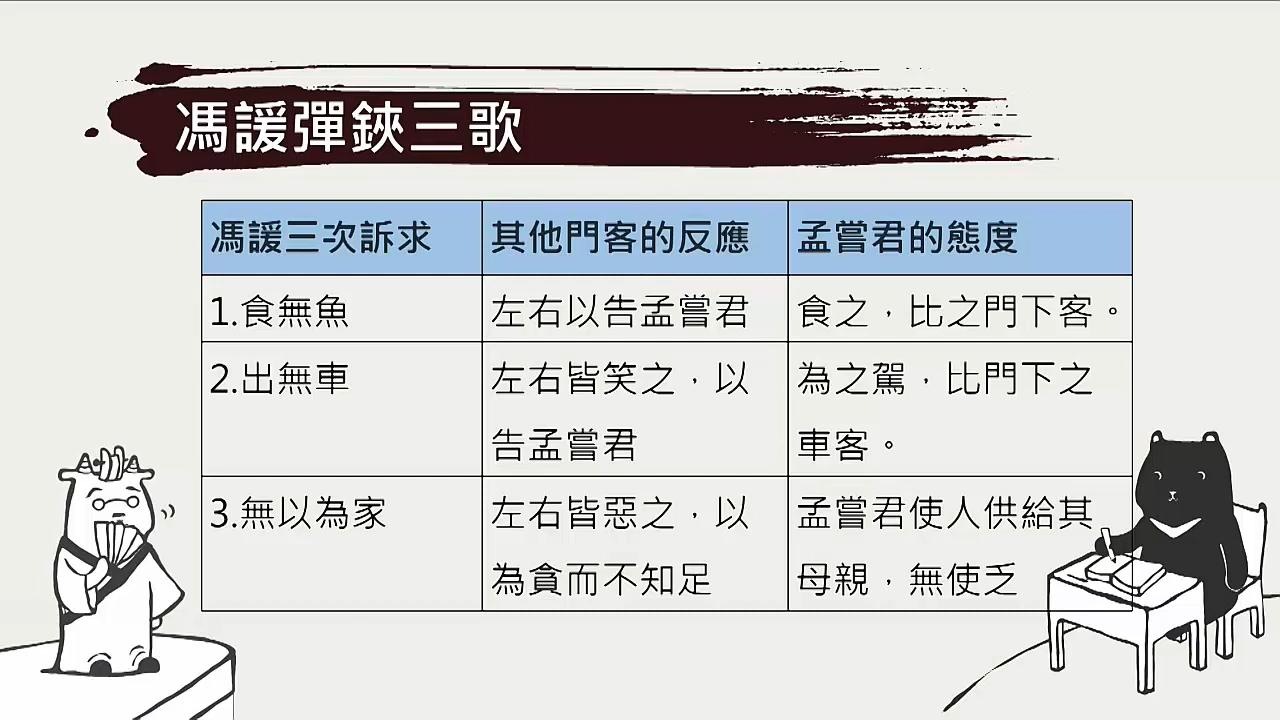 馮諼彈鋏三歌
馮諼三次訴求
其他門客的反應
孟嘗君的態度
1.食無魚
左右以告孟嘗君
食之，比之門下客。
2.出無車
左右皆笑之，以
告孟嘗君
為之駕，比門下之
車客。
3.無以為家
左右皆惡之，以
為貪而不知足
孟嘗君使人供給其
母親，無使乏